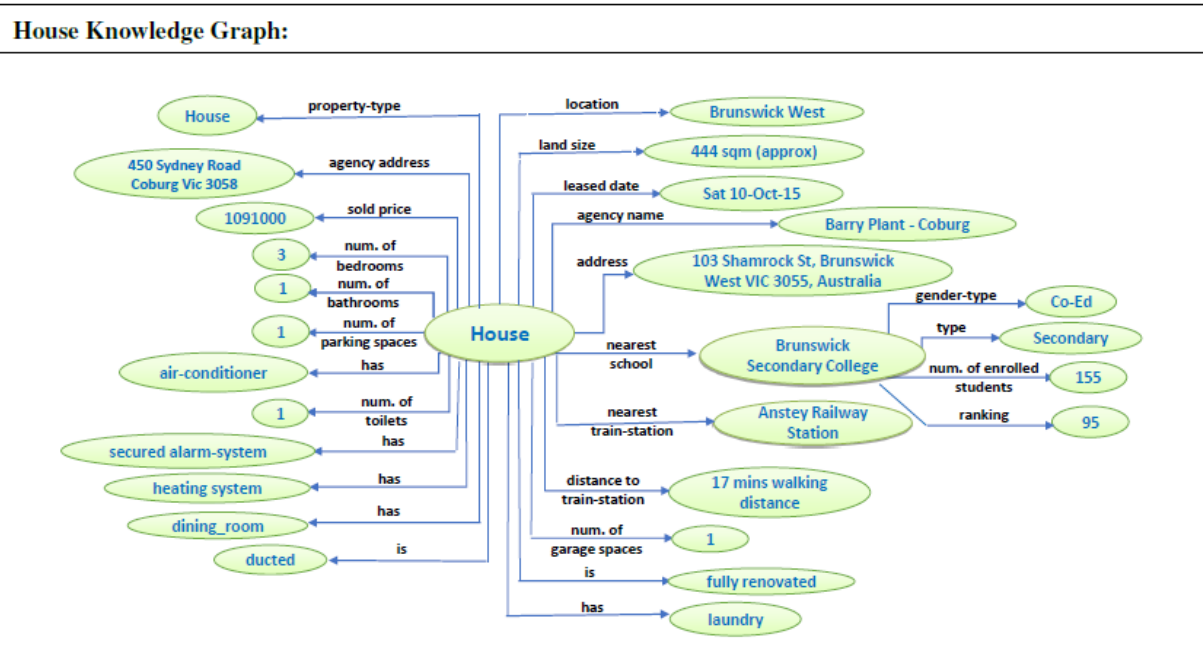 House Knowledge Graph:
property-type
House
agency address
450 Sydney Road
Coburg Vic 3058
sold price
1091000
num. of
bedrooms
3
num. of
bathrooms
1
num. of
parking spaces
1
has
air-conditioner
num. of
toilets
1
has
secured alarm-system
has
heating system
has
dining_room
is
ducted
House
location
Brunswick West
land size
444 sqm (approx)
leased date
Sat 10-Oct-15
agency name
Barry Plant - Coburg
address
103 Shamrock St, Brunswick
West VIC 3055, Australia
nearest
school
Brunswick
Secondary College
gender-type
Co-Ed
type
Secondary
num. of enrolled
students
155
ranking
95
nearest
train-station
Anstey Railway
Station
distance to
train-station
17 mins walking
distance
num. of
garage spaces
1
is
fully renovated
has
laundry